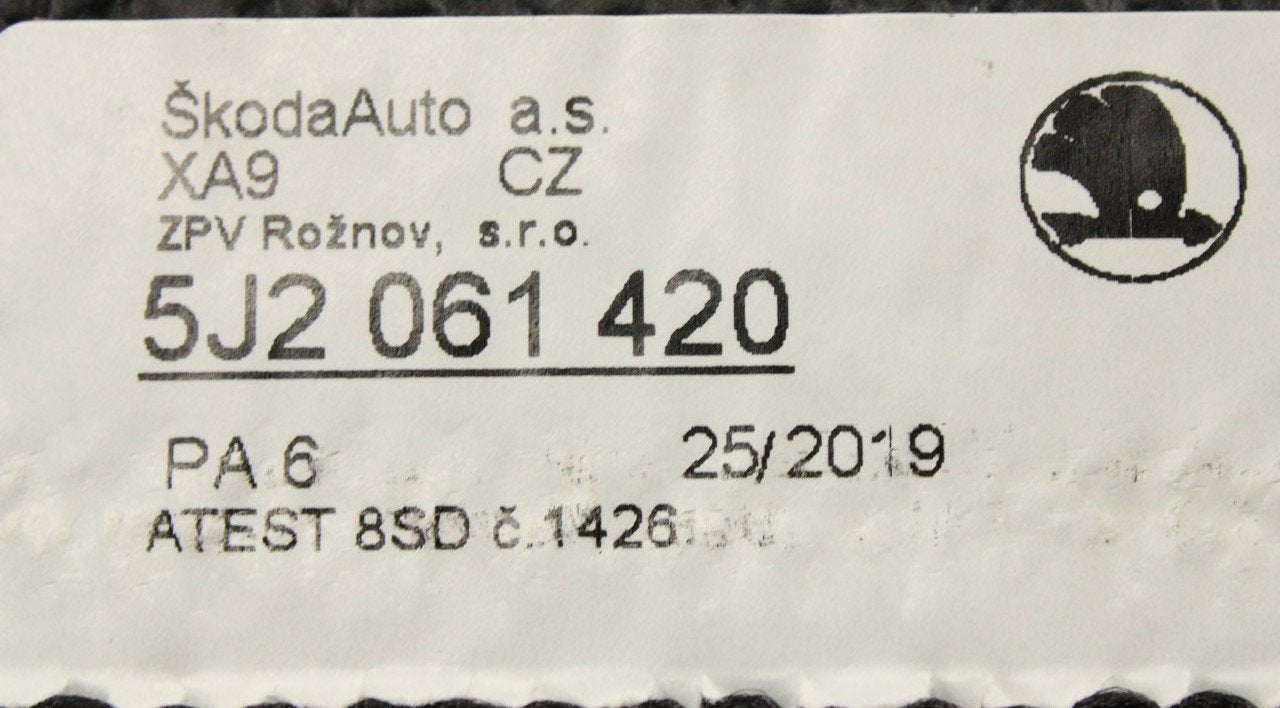 ŠkodaAuto a.s.
XA9 CZ
ZPV Rožnov, s.r.o.
5J2 061 420
PA 6 25/2019
ATEST 8SD č.1426